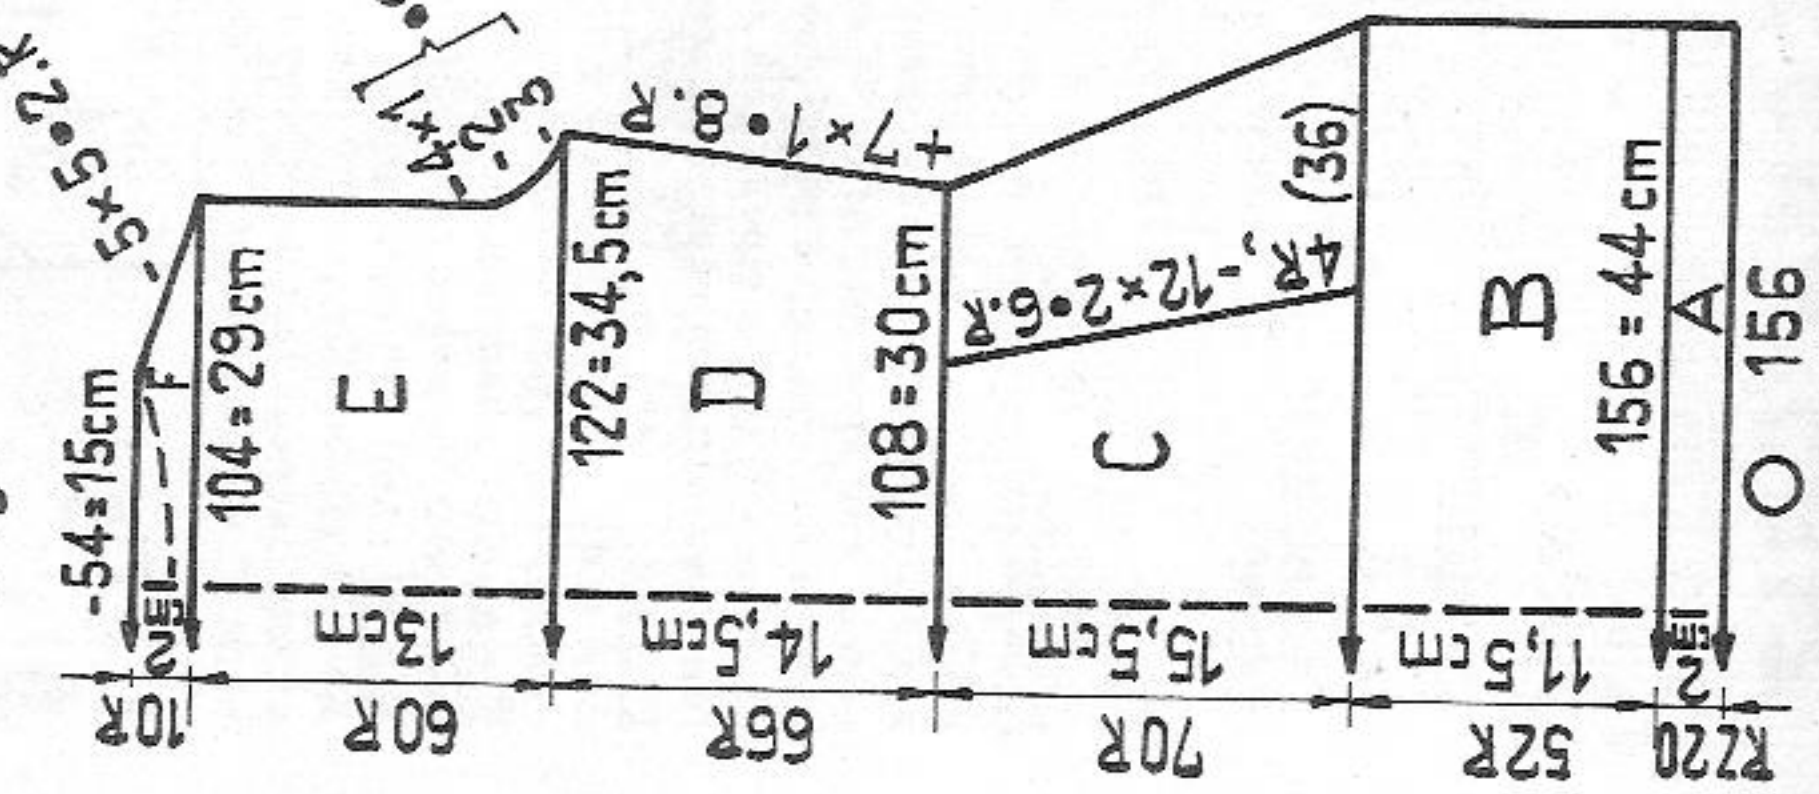 -5×5•2.R
-4×1
-2
-3
+7×1•8.R
4R,-12×2•6.R
(36)
-54=15cm
F
104=29cm
E
122=34,5cm
D
108=30cm
C
B
156=44cm
A
O 156
2cm
13cm
14,5cm
15,5cm
11,5cm
2cm
10R
60R
66R
70R
52R